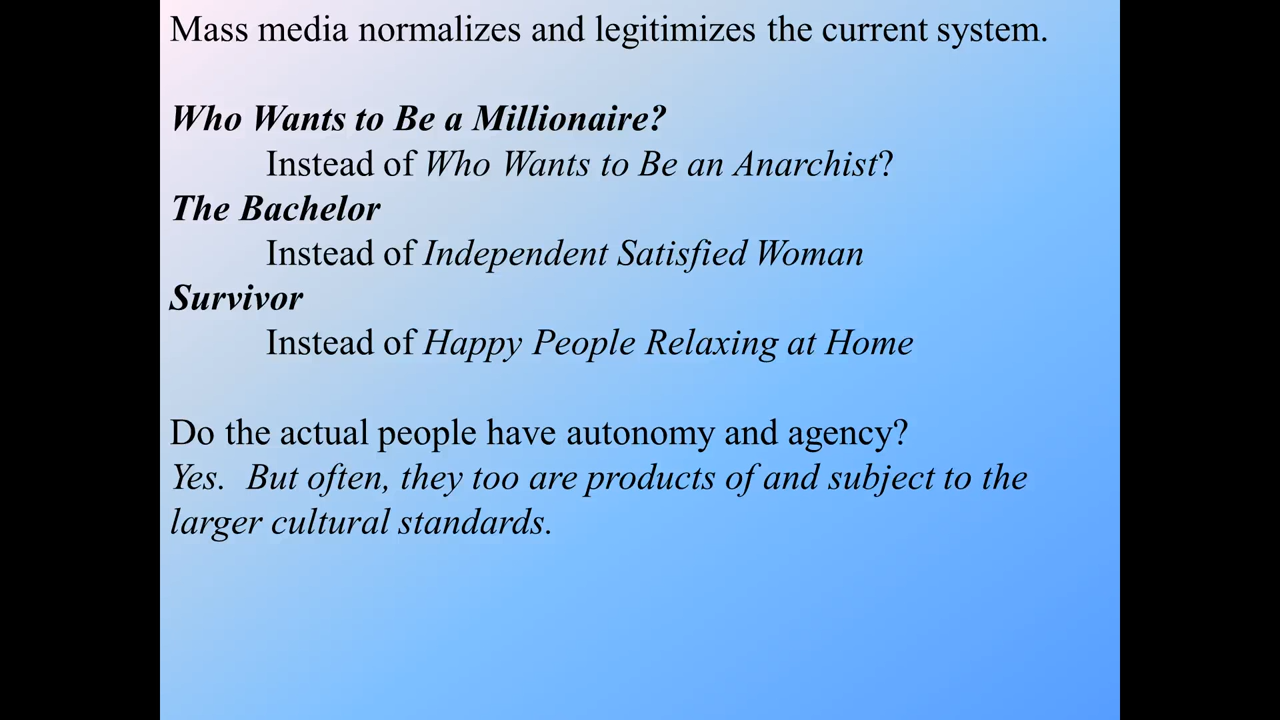 Mass media normalizes and legitimizes the current system.
Who Wants to Be a Millionaire?
Instead of Who Wants to Be an Anarchist?
The Bachelor
Instead of Independent Satisfied Woman
Survivor
Instead of Happy People Relaxing at Home
Do the actual people have autonomy and agency?
Yes.  But often, they too are products of and subject to the
larger cultural standards.